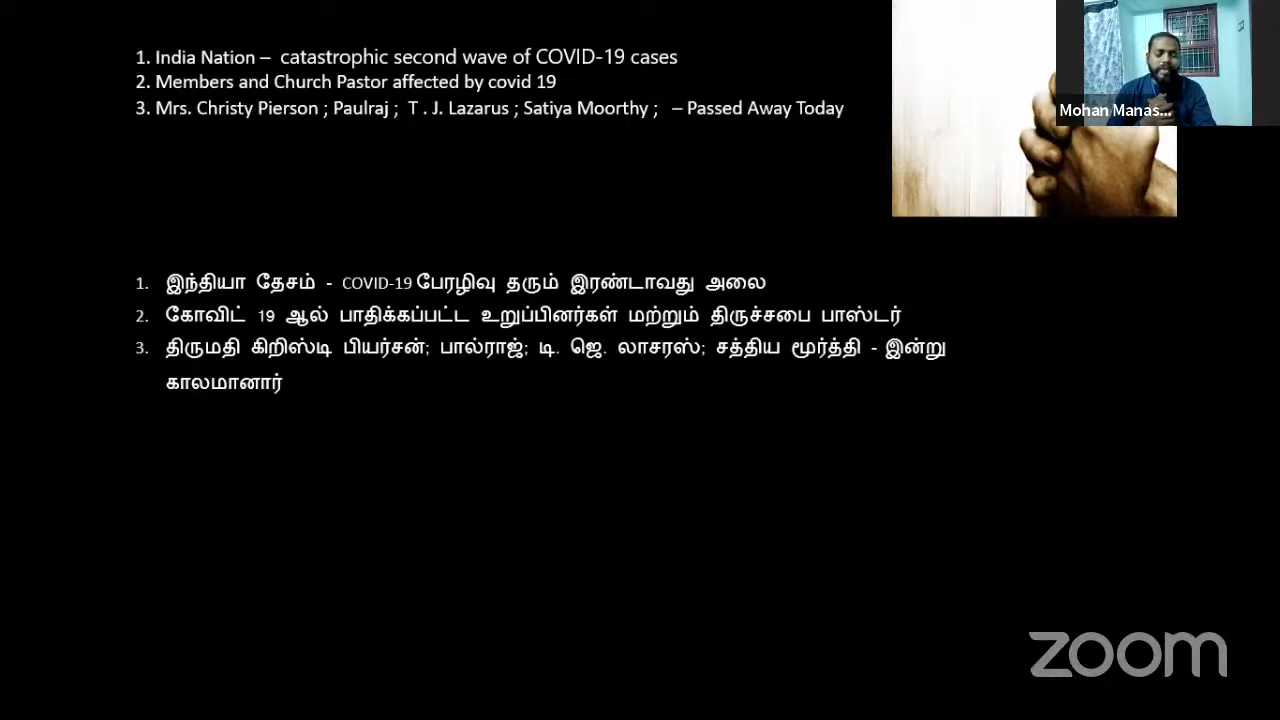 1. India Nation – catastrophic second wave of COVID-19 cases
2. Members and Church Pastor affected by covid 19
3. Mrs. Christy Pierson ; Paulraj ; T . J. Lazarus ; Satiya Moorthy ; – Passed Away Today
Mohan Manas...
1. இந்தியா தேசம் - COVID-19 பேரழிவு தரும் இரண்டாவது அலை
2. கோவிட் 19 ஆல் பாதிக்கப்பட்ட உறுப்பினர்கள் மற்றும் திருச்சபை பாஸ்டர்
3. திருமதி கிறிஸ்டி பியர்சன்; பால்ராஜ்; டி. ஜெ. லாசரஸ்; சத்திய மூர்த்தி - இன்று
காலமானார்
zoom